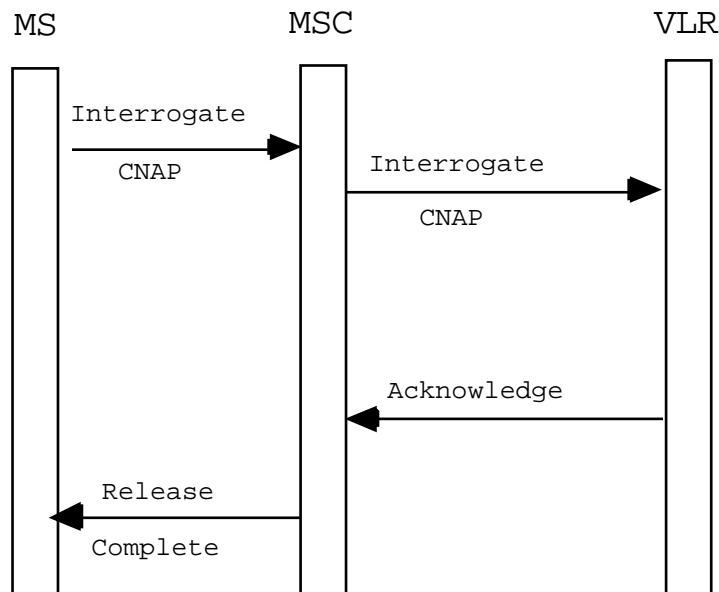 MS
MSC
VLR
Interrogate
CNAP
Interrogate
CNAP
Acknowledge
Release
Complete